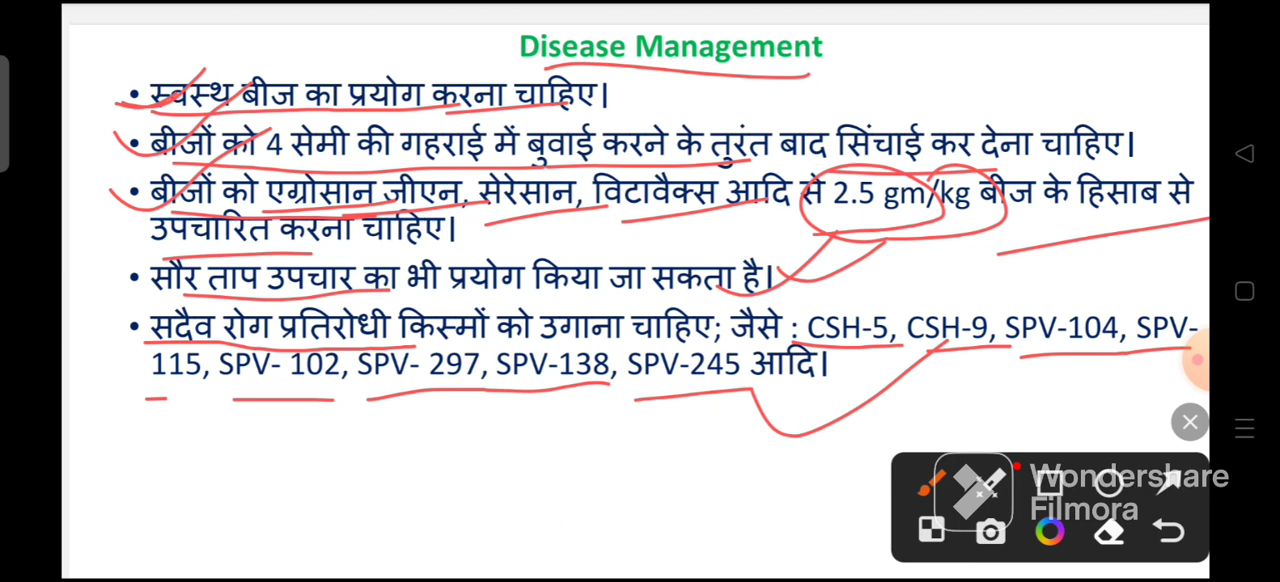 Disease Management
• स्वस्थ बीज का प्रयोग करना चाहिए।
• बीजों को 4 सेमी की गहराई में बुवाई करने के तुरंत बाद सिंचाई कर देना चाहिए।
• बीजों को एग्रोसान जीएन, सेरेसान, विटावैक्स आदि से 2.5 gm/kg बीज के हिसाब से
उपचारित करना चाहिए।
• सौर ताप उपचार का भी प्रयोग किया जा सकता है।
• सदैव रोग प्रतिरोधी किस्मों को उगाना चाहिए; जैसे : CSH-5, CSH-9, SPV-104, SPV-
115, SPV- 102, SPV- 297, SPV-138, SPV-245 आदि।
Wondershare
Filmora